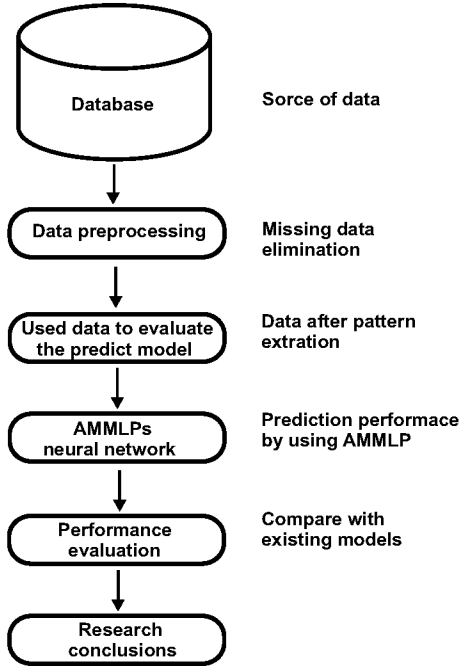 Database
Sorce of data
Data preprocessing
Missing data
elimination
Used data to evaluate
the predict model
Data after pattern
extration
AMMLPs
neural network
Prediction performace
by using AMMLP
Performance
evaluation
Compare with
existing models
Research
conclusions